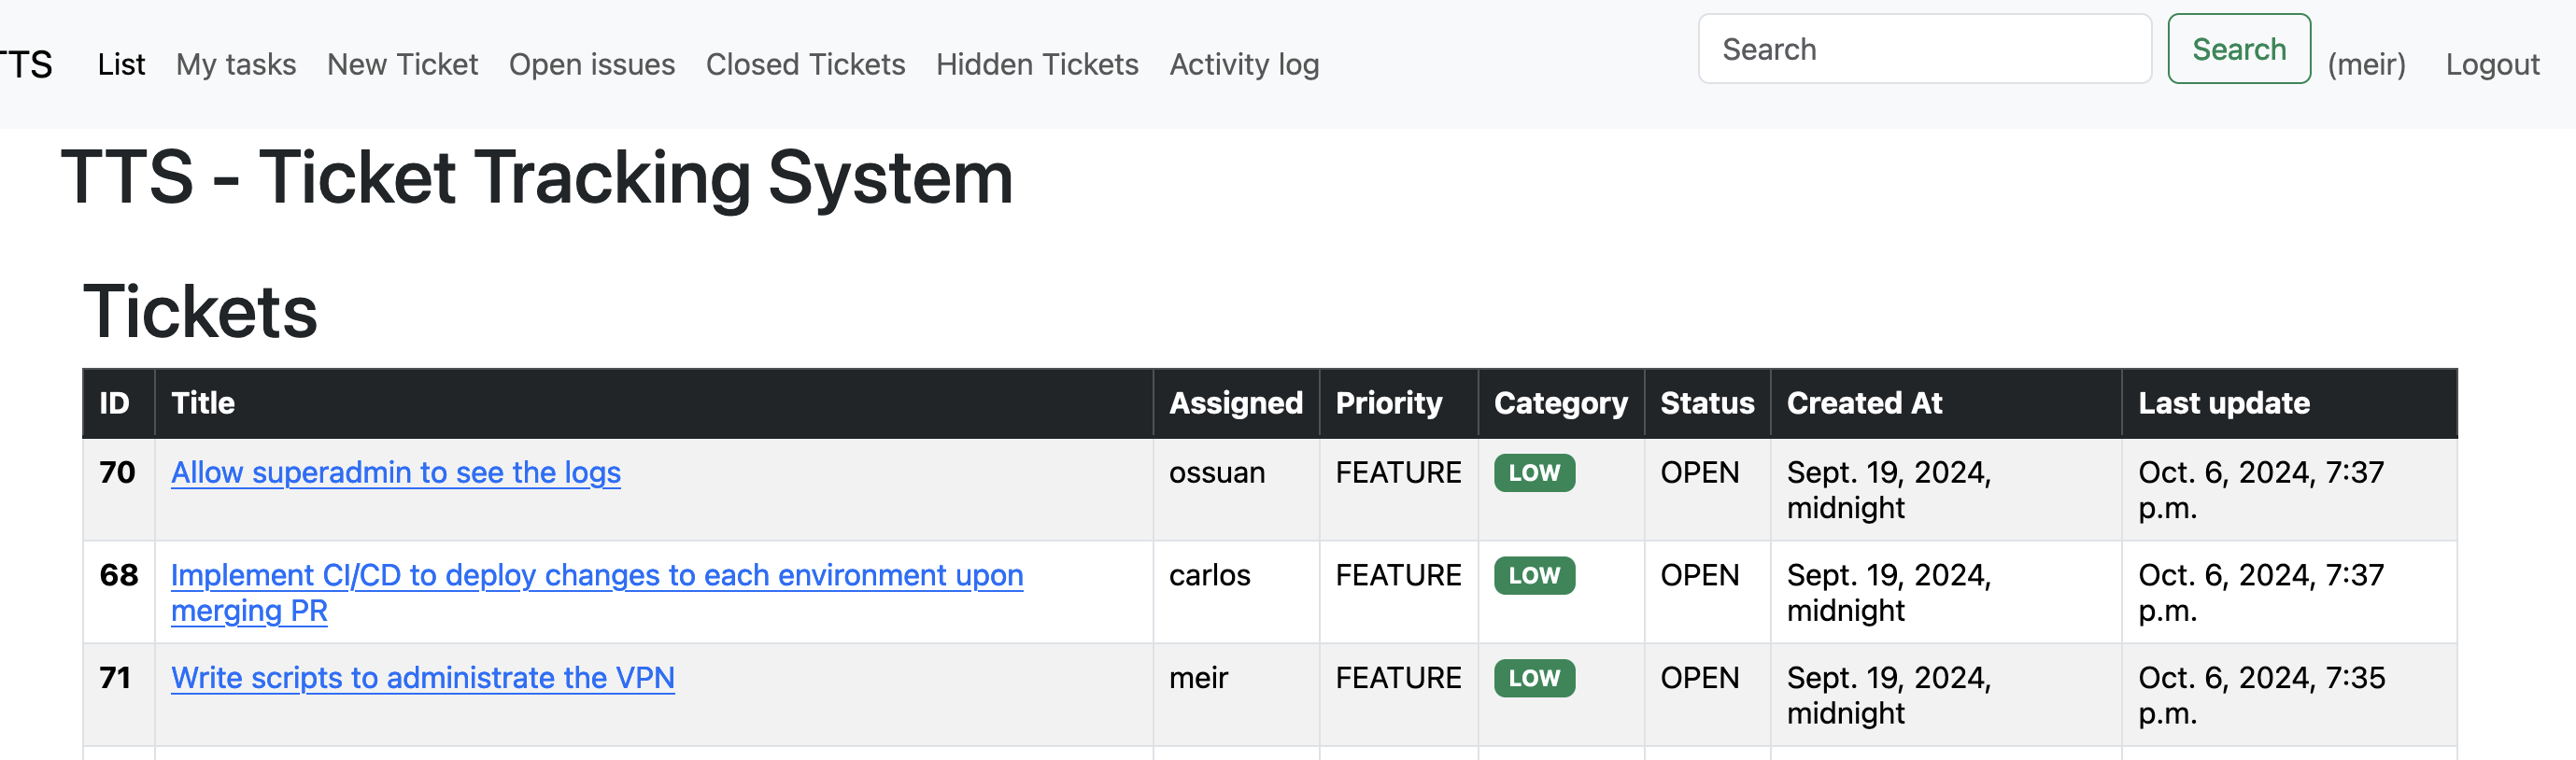 TTS List My tasks New Ticket Open issues Closed Tickets Hidden Tickets Activity log Search Search (meir) Logout
TTS - Ticket Tracking System
Tickets
ID Title Assigned Priority Category Status Created At Last update
70 Allow superadmin to see the logs ossuan FEATURE LOW OPEN Sept. 19, 2024, Oct. 6, 2024, 7:37
midnight p.m.
68 Implement CI/CD to deploy changes to each environment upon carlos FEATURE LOW OPEN Sept. 19, 2024, Oct. 6, 2024, 7:37
merging PR midnight p.m.
71 Write scripts to administrate the VPN meir FEATURE LOW OPEN Sept. 19, 2024, Oct. 6, 2024, 7:35
midnight p.m.